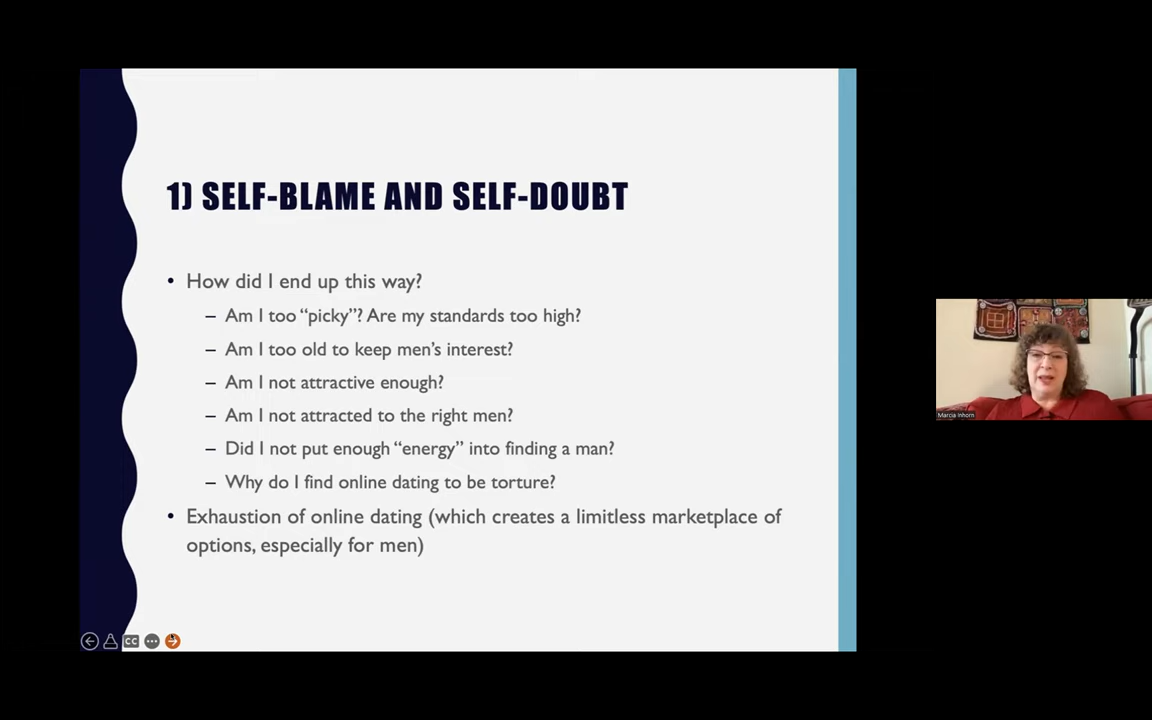 1) SELF-BLAME AND SELF-DOUBT
• How did I end up this way?
– Am I too “picky”? Are my standards too high?
– Am I too old to keep men’s interest?
– Am I not attractive enough?
– Am I not attracted to the right men?
– Did I not put enough “energy” into finding a man?
– Why do I find online dating to be torture?
• Exhaustion of online dating (which creates a limitless marketplace of
options, especially for men)
CC
Marcia Inhorn